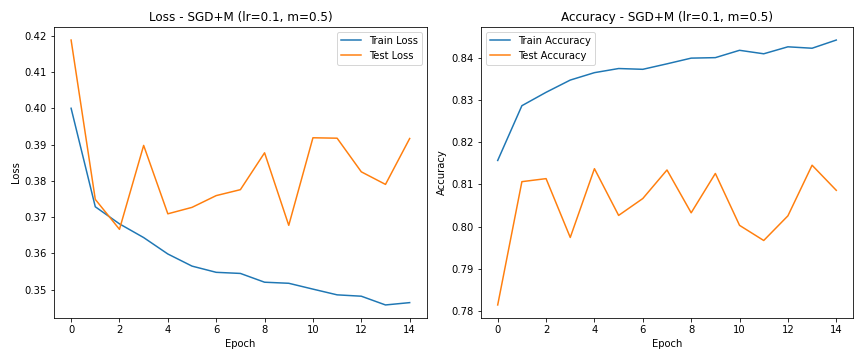 Loss - SGD+M (lr=0.1, m=0.5)
Train Loss
Test Loss
Loss
0.42
0.41
0.40
0.39
0.38
0.37
0.36
0.35
0 2 4 6 8 10 12 14
Epoch
Accuracy - SGD+M (lr=0.1, m=0.5)
Train Accuracy
Test Accuracy
Accuracy
0.84
0.83
0.82
0.81
0.80
0.79
0.78
0 2 4 6 8 10 12 14
Epoch